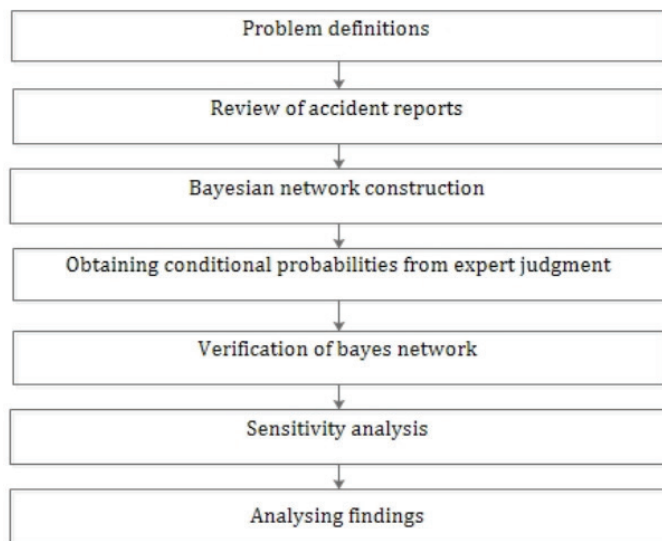 Problem definitions
Review of accident reports
Bayesian network construction
Obtaining conditional probabilities from expert judgment
Verification of bayes network
Sensitivity analysis
Analysing findings